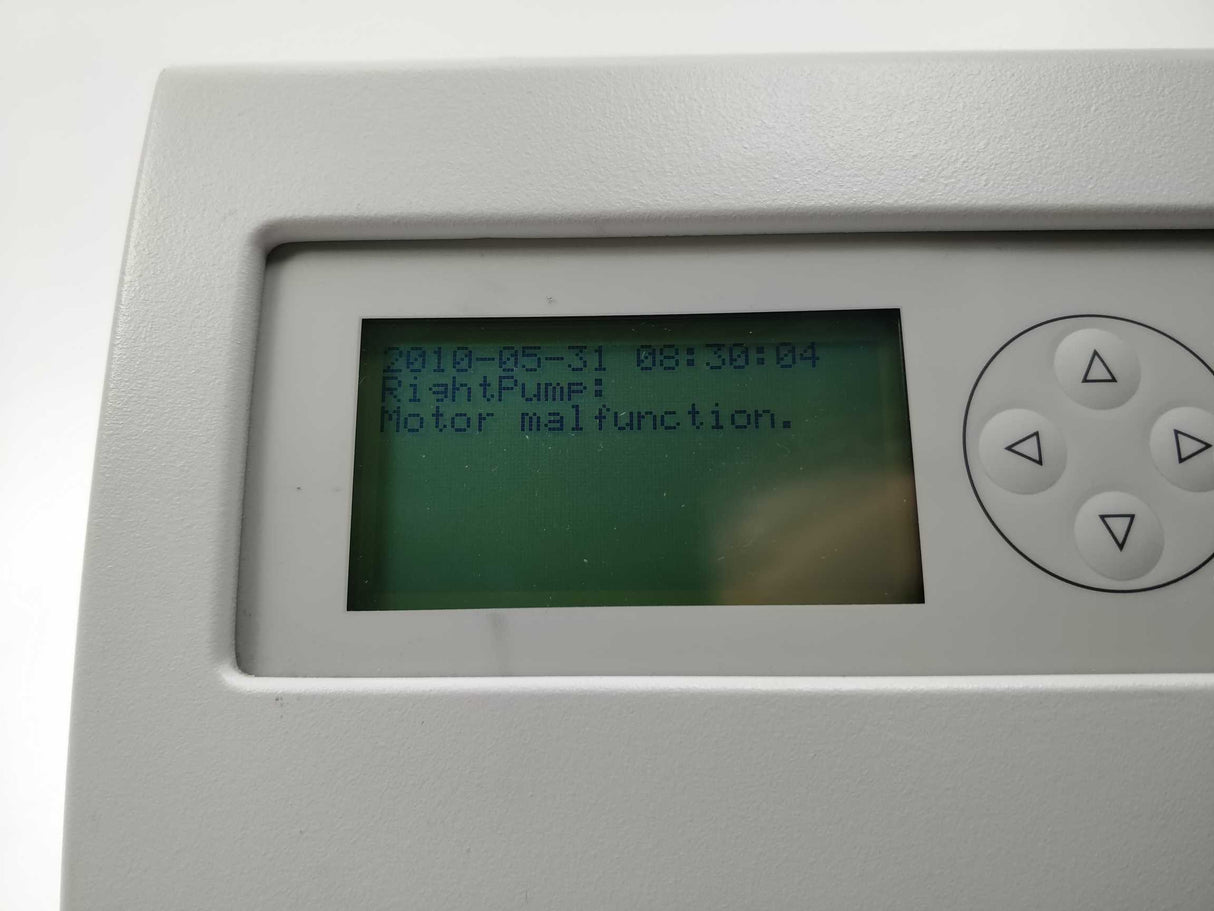 2010-05-31 08:30:04
RightPump:
Motor malfunction.